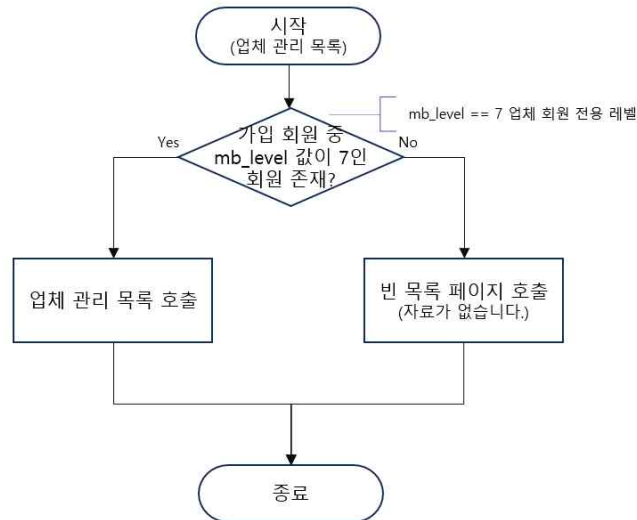 시작
(업체 관리 목록)
mb_level == 7 업체 회원 전용 레벨
가입 회원 중
Yes
No
mb_level 값이 7인
회원 존재?
업체 관리 목록 호출
빈 목록 페이지 호출
(자료가 없습니다.)
종료